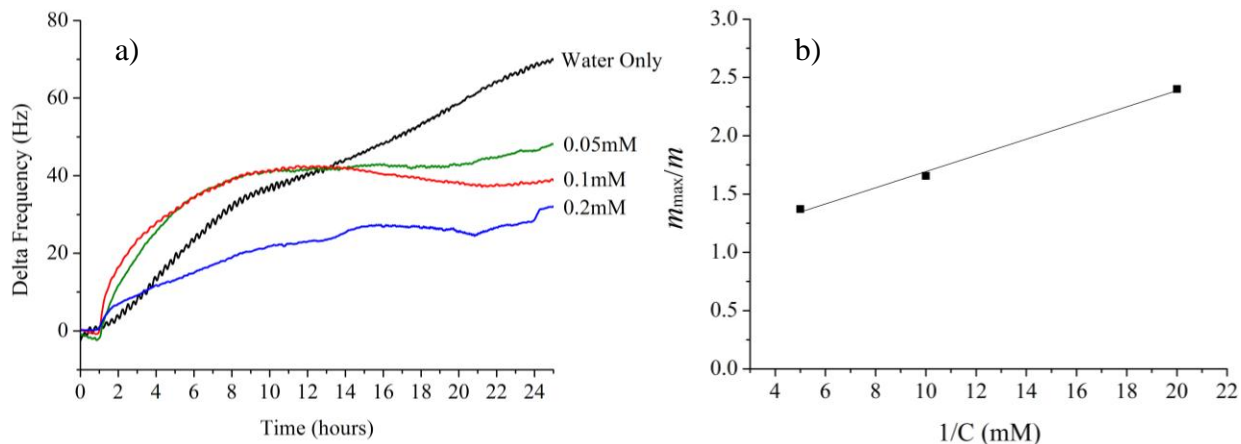 a)
80
60
40
20
0
Delta Frequency (Hz)
Water Only
0.05mM
0.1mM
0.2mM
0 2 4 6 8 10 12 14 16 18 20 22 24
Time (hours)
b)
3.0
2.5
2.0
1.5
1.0
0.5
0.0
m_max/m
4 6 8 10 12 14 16 18 20 22
1/C (mM)